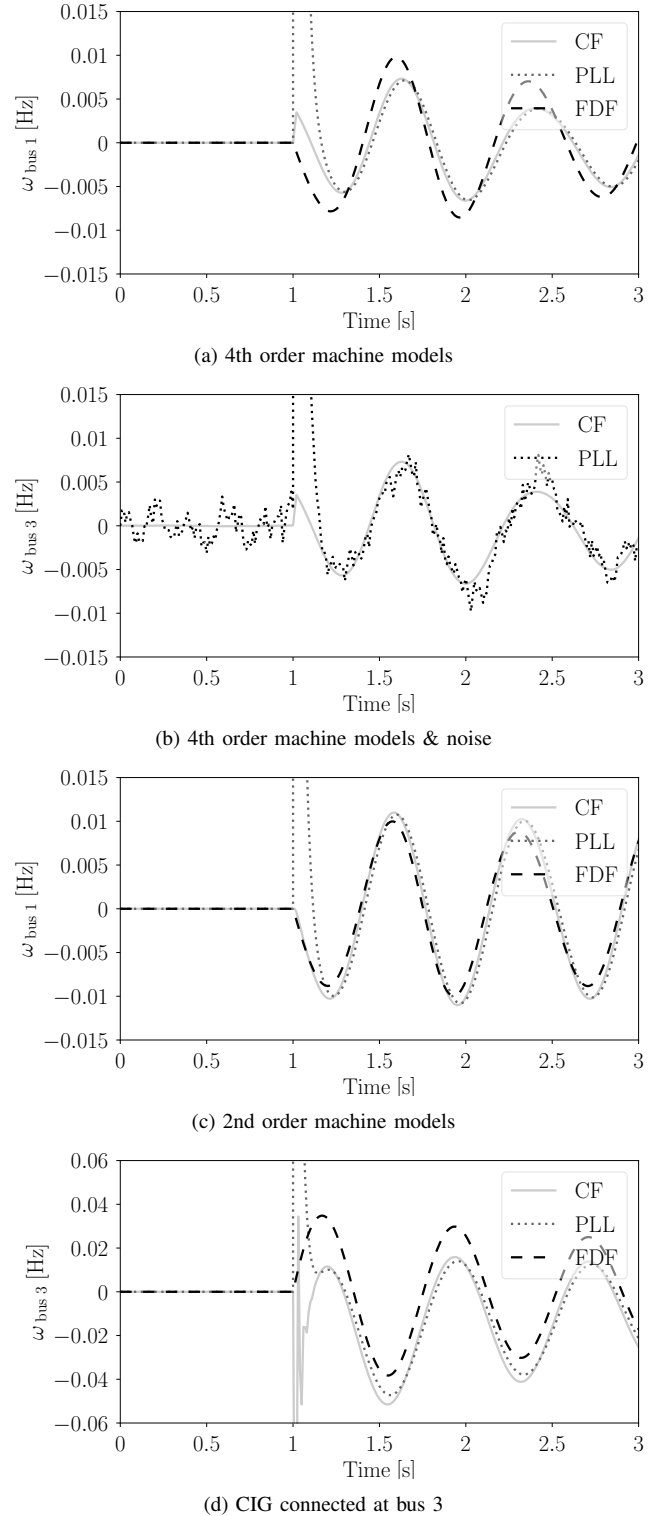 0.015
0.010
0.005
0
−0.005
−0.010
−0.015
ω bus 1 [Hz]
CF
PLL
FDF
0 0.5 1 1.5 2 2.5 3
Time [s]
(a) 4th order machine models
0.015
0.010
0.005
0
−0.005
−0.010
−0.015
ω bus 3 [Hz]
CF
PLL
0 0.5 1 1.5 2 2.5 3
Time [s]
(b) 4th order machine models & noise
0.015
0.010
0.005
0
−0.005
−0.010
−0.015
ω bus 1 [Hz]
CF
PLL
FDF
0 0.5 1 1.5 2 2.5 3
Time [s]
(c) 2nd order machine models
0.06
0.04
0.02
0
−0.02
−0.04
−0.06
ω bus 3 [Hz]
CF
PLL
FDF
0 0.5 1 1.5 2 2.5 3
Time [s]
(d) CIG connected at bus 3